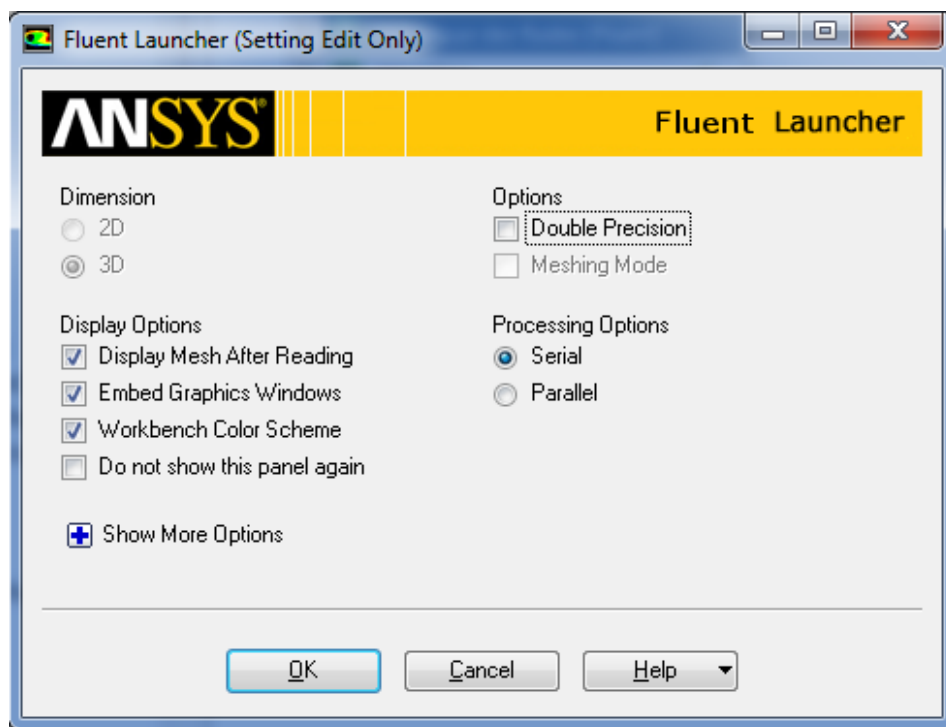 Fluent Launcher (Setting Edit Only)
ANSYS®
Fluent Launcher
Dimension
2D
3D
Options
Double Precision
Meshing Mode
Display Options
Display Mesh After Reading
Embed Graphics Windows
Workbench Color Scheme
Do not show this panel again
Processing Options
Serial
Parallel
Show More Options
OK
Cancel
Help